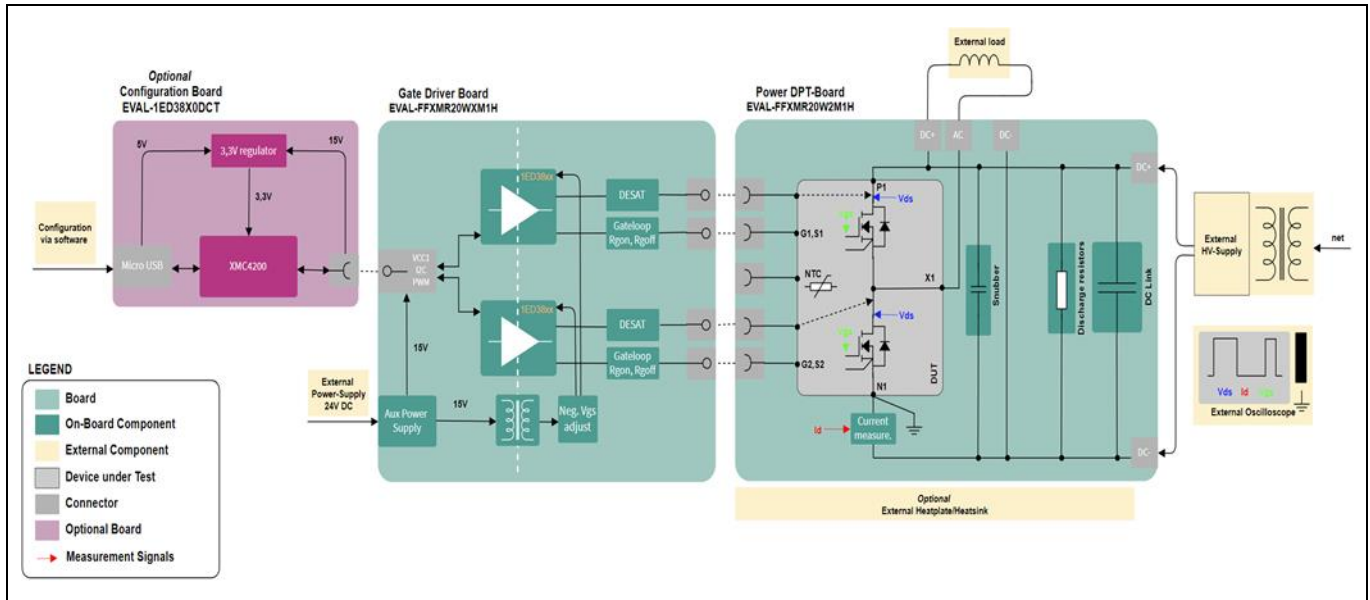 Optional
Configuration Board
EVAL-1ED38X0DCT
5V
3,3V regulator
15V
3,3V
Configuration
via software
Micro USB
XMC4200
Gate Driver Board
EVAL-FFXMR20WXM1H
1ED38xx
DESAT
Gateloop
Rgon, Rgoff
VCC1
I2C
PWM
1ED38xx
DESAT
Gateloop
Rgon, Rgoff
15V
External
Power-Supply
24V DC
Aux Power
Supply
15V
Neg. Vgs
adjust
Power DPT-Board
EVAL-FFXMR20W2M1H
External load
DC+
AC
DC-
DC+
P1
Vds
Vgs
G1,S1
NTC
X1
Vds
Vgs
G2,S2
N1
DUT
Id
Current
measure.
Snubber
Discharge resistors
DC Link
DC-
External
HV-Supply
net
Vds Id Vgs
External Oscilloscope
Optional
External Heatplate/Heatsink
LEGEND
Board
On-Board Component
External Component
Device under Test
Connector
Optional Board
Measurement Signals